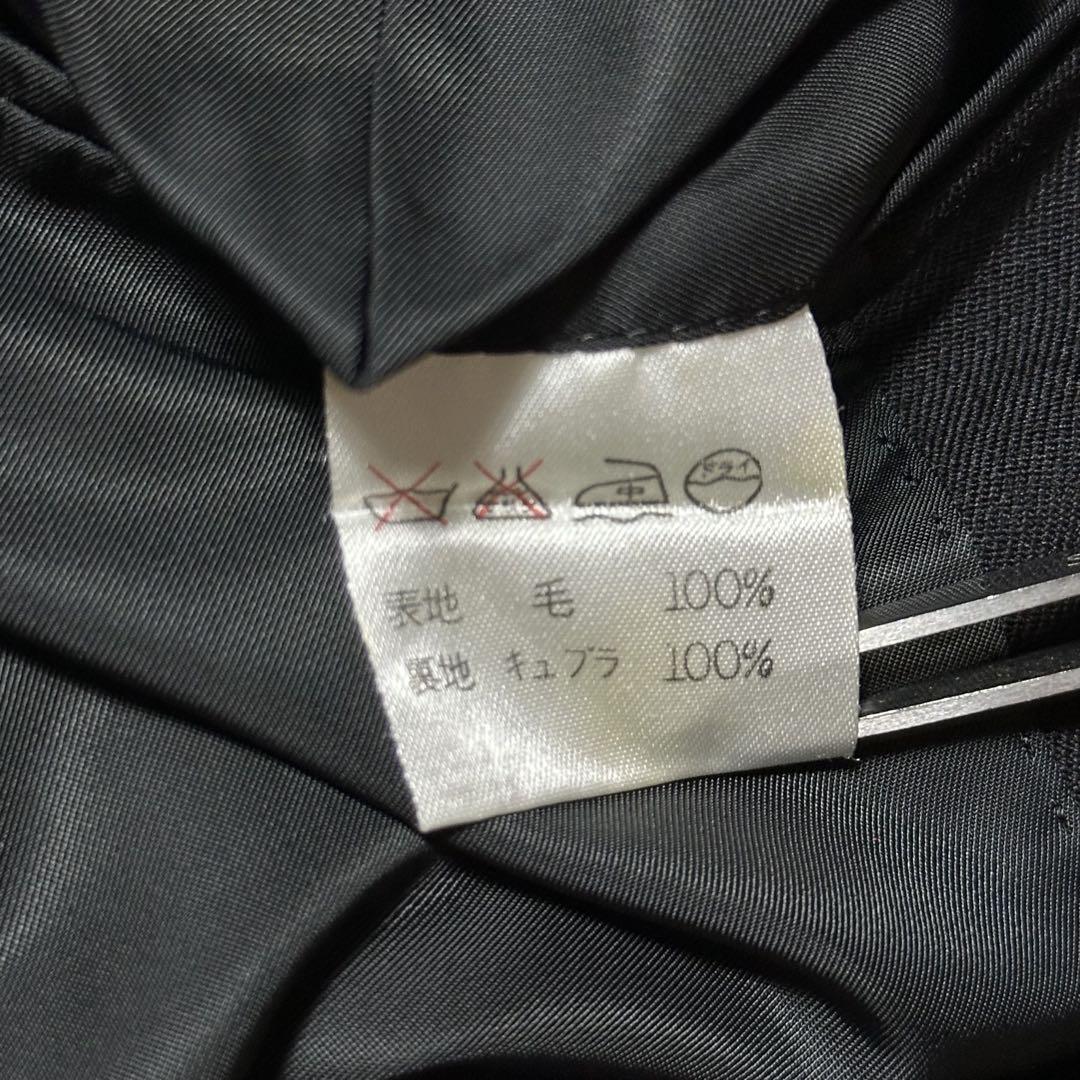 中 ドライ
表地 毛 100%
裏地 キュプラ 100%